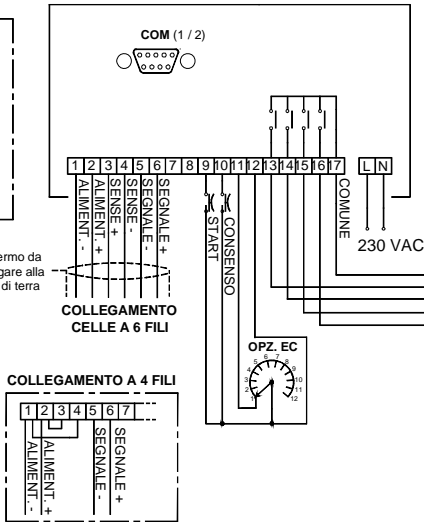 COM (1 / 2)
1 2 3 4 5 6 7 8 9 10 11 12 13 14 15 16 17 L N
ALIMENT. -
ALIMENT. +
SENSE +
SENSE -
SEGNALE -
SEGNALE +
START
CONSENSO
COMUNE
230 VAC
ermo da
gare alla
di terra
COLLEGAMENTO
CELLE A 6 FILI
OPZ. EC
1 2 3 4 5 6 7 8 9 10 11 12
COLLEGAMENTO A 4 FILI
1 2 3 4 5 6 7
ALIMENT. -
ALIMENT. +
SEGNALE -
SEGNALE +